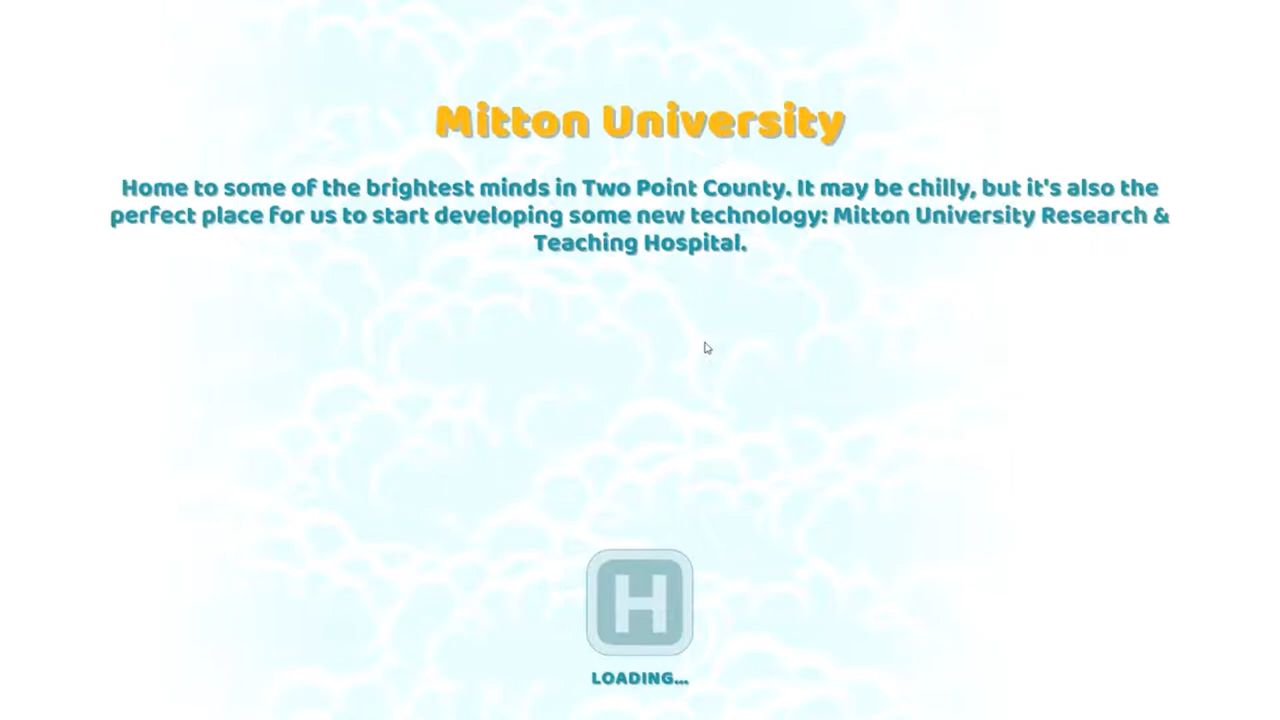 Mitton University
Home to some of the brightest minds in Two Point County. It may be chilly, but it's also the
perfect place for us to start developing some new technology: Mitton University Research &
Teaching Hospital.
H
LOADING...